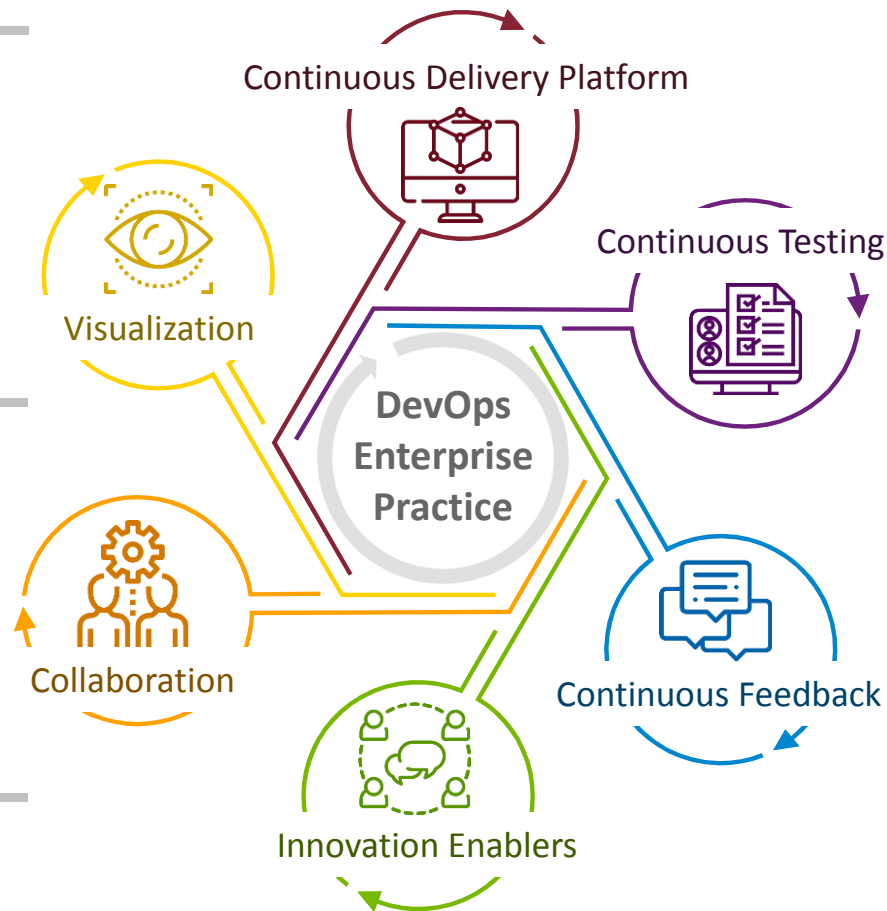 Continuous Delivery Platform
Continuous Testing
Visualization
DevOps
Enterprise
Practice
Collaboration
Continuous Feedback
Innovation Enablers